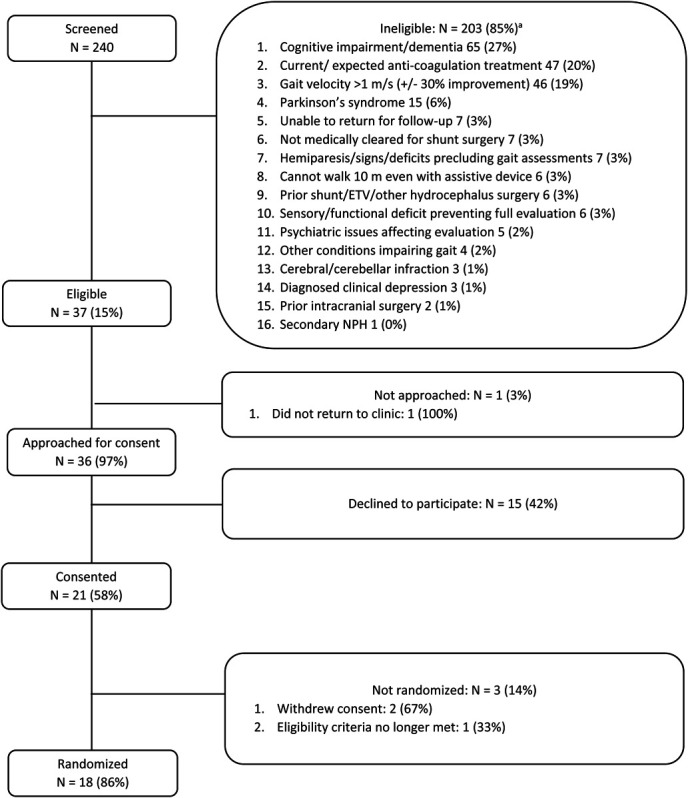 Screened
N = 240
Ineligible: N = 203 (85%)ᵃ
1. Cognitive impairment/dementia 65 (27%)
2. Current/ expected anti-coagulation treatment 47 (20%)
3. Gait velocity >1 m/s (+/- 30% improvement) 46 (19%)
4. Parkinson's syndrome 15 (6%)
5. Unable to return for follow-up 7 (3%)
6. Not medically cleared for shunt surgery 7 (3%)
7. Hemiparesis/signs/deficits precluding gait assessments 7 (3%)
8. Cannot walk 10 m even with assistive device 6 (3%)
9. Prior shunt/ETV/other hydrocephalus surgery 6 (3%)
10. Sensory/functional deficit preventing full evaluation 6 (3%)
11. Psychiatric issues affecting evaluation 5 (2%)
12. Other conditions impairing gait 4 (2%)
13. Cerebral/cerebellar infraction 3 (1%)
14. Diagnosed clinical depression 3 (1%)
15. Prior intracranial surgery 2 (1%)
16. Secondary NPH 1 (0%)
Eligible
N = 37 (15%)
Not approached: N = 1 (3%)
1. Did not return to clinic: 1 (100%)
Approached for consent
N = 36 (97%)
Declined to participate: N = 15 (42%)
Consented
N = 21 (58%)
Not randomized: N = 3 (14%)
1. Withdrew consent: 2 (67%)
2. Eligibility criteria no longer met: 1 (33%)
Randomized
N = 18 (86%)